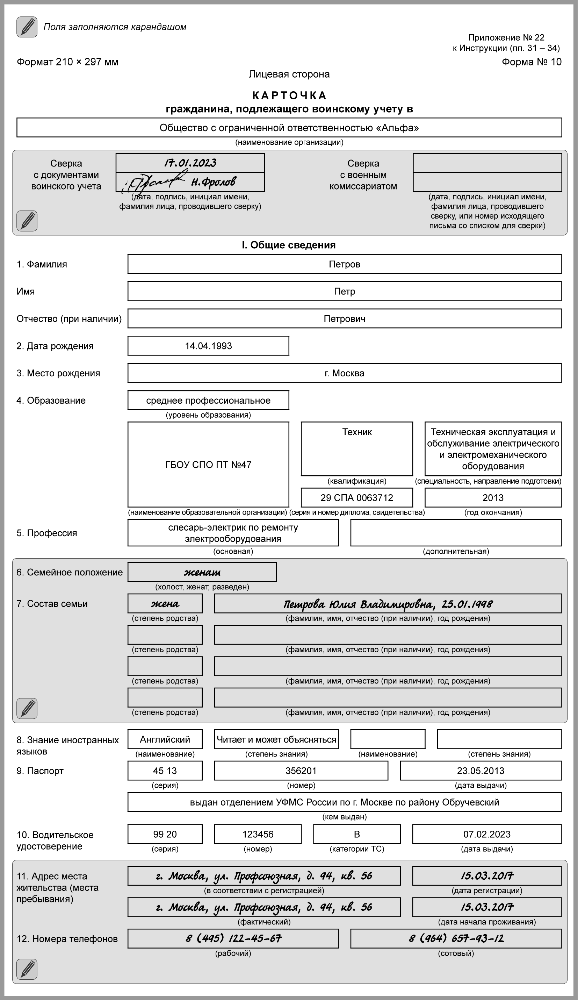 Поля заполняются карандашом
Приложение № 22
к Инструкции (пп. 31 – 34)
Формат 210 × 297 мм
Форма № 10
Лицевая сторона
КАРТОЧКА
гражданина, подлежащего воинскому учету в
Общество с ограниченной ответственностью «Альфа»
(наименование организации)
Сверка
с документами
воинского учета
17.01.2023
Н.Фролов
(дата, подпись, инициал имени,
фамилия лица, проводившего сверку)
Сверка
с военным
комиссариатом
(дата, подпись, инициал имени,
фамилия лица, проводившего
сверку, или номер исходящего
письма со списком для сверки)
I. Общие сведения
1. Фамилия
Петров
Имя
Петр
Отчество (при наличии)
Петрович
2. Дата рождения
14.04.1993
3. Место рождения
г. Москва
4. Образование
среднее профессиональное
(уровень образования)
ГБОУ СПО ПТ №47
(наименование образовательной организации)
Техник
(квалификация)
Техническая эксплуатация и
обслуживание электрического
и электромеханического
оборудования
(специальность, направление подготовки)
29 СПА 0063712
(серия и номер диплома, свидетельства)
2013
(год окончания)
5. Профессия
слесарь-электрик по ремонту
электрооборудования
(основная)
(дополнительная)
6. Семейное положение
женат
(холост, женат, разведен)
7. Состав семьи
жена
Петрова Юлия Владимировна, 25.01.1998
(степень родства)
(фамилия, имя, отчество (при наличии), год рождения)
(степень родства)
(фамилия, имя, отчество (при наличии), год рождения)
(степень родства)
(фамилия, имя, отчество (при наличии), год рождения)
(степень родства)
(фамилия, имя, отчество (при наличии), год рождения)
8. Знание иностранных
языков
Английский
Читает и может объясняться
(наименование)
(степень знания)
(наименование)
(степень знания)
9. Паспорт
45 13
356201
23.05.2013
(серия)
(номер)
(дата выдачи)
выдан отделением УФМС России по г. Москве по району Обручевский
(кем выдан)
10. Водительское
удостоверение
99 20
123456
В
07.02.2023
(серия)
(номер)
(категории ТС)
(дата выдачи)
11. Адрес места
жительства (места
пребывания)
г. Москва, ул. Профсоюзная, д. 94, кв. 56
15.03.2017
(в соответствии с регистрацией)
(дата регистрации)
г. Москва, ул. Профсоюзная, д. 94, кв. 56
15.03.2017
(фактический)
(дата начала проживания)
12. Номера телефонов
8 (495) 122-45-67
8 (964) 657-93-12
(рабочий)
(сотовый)